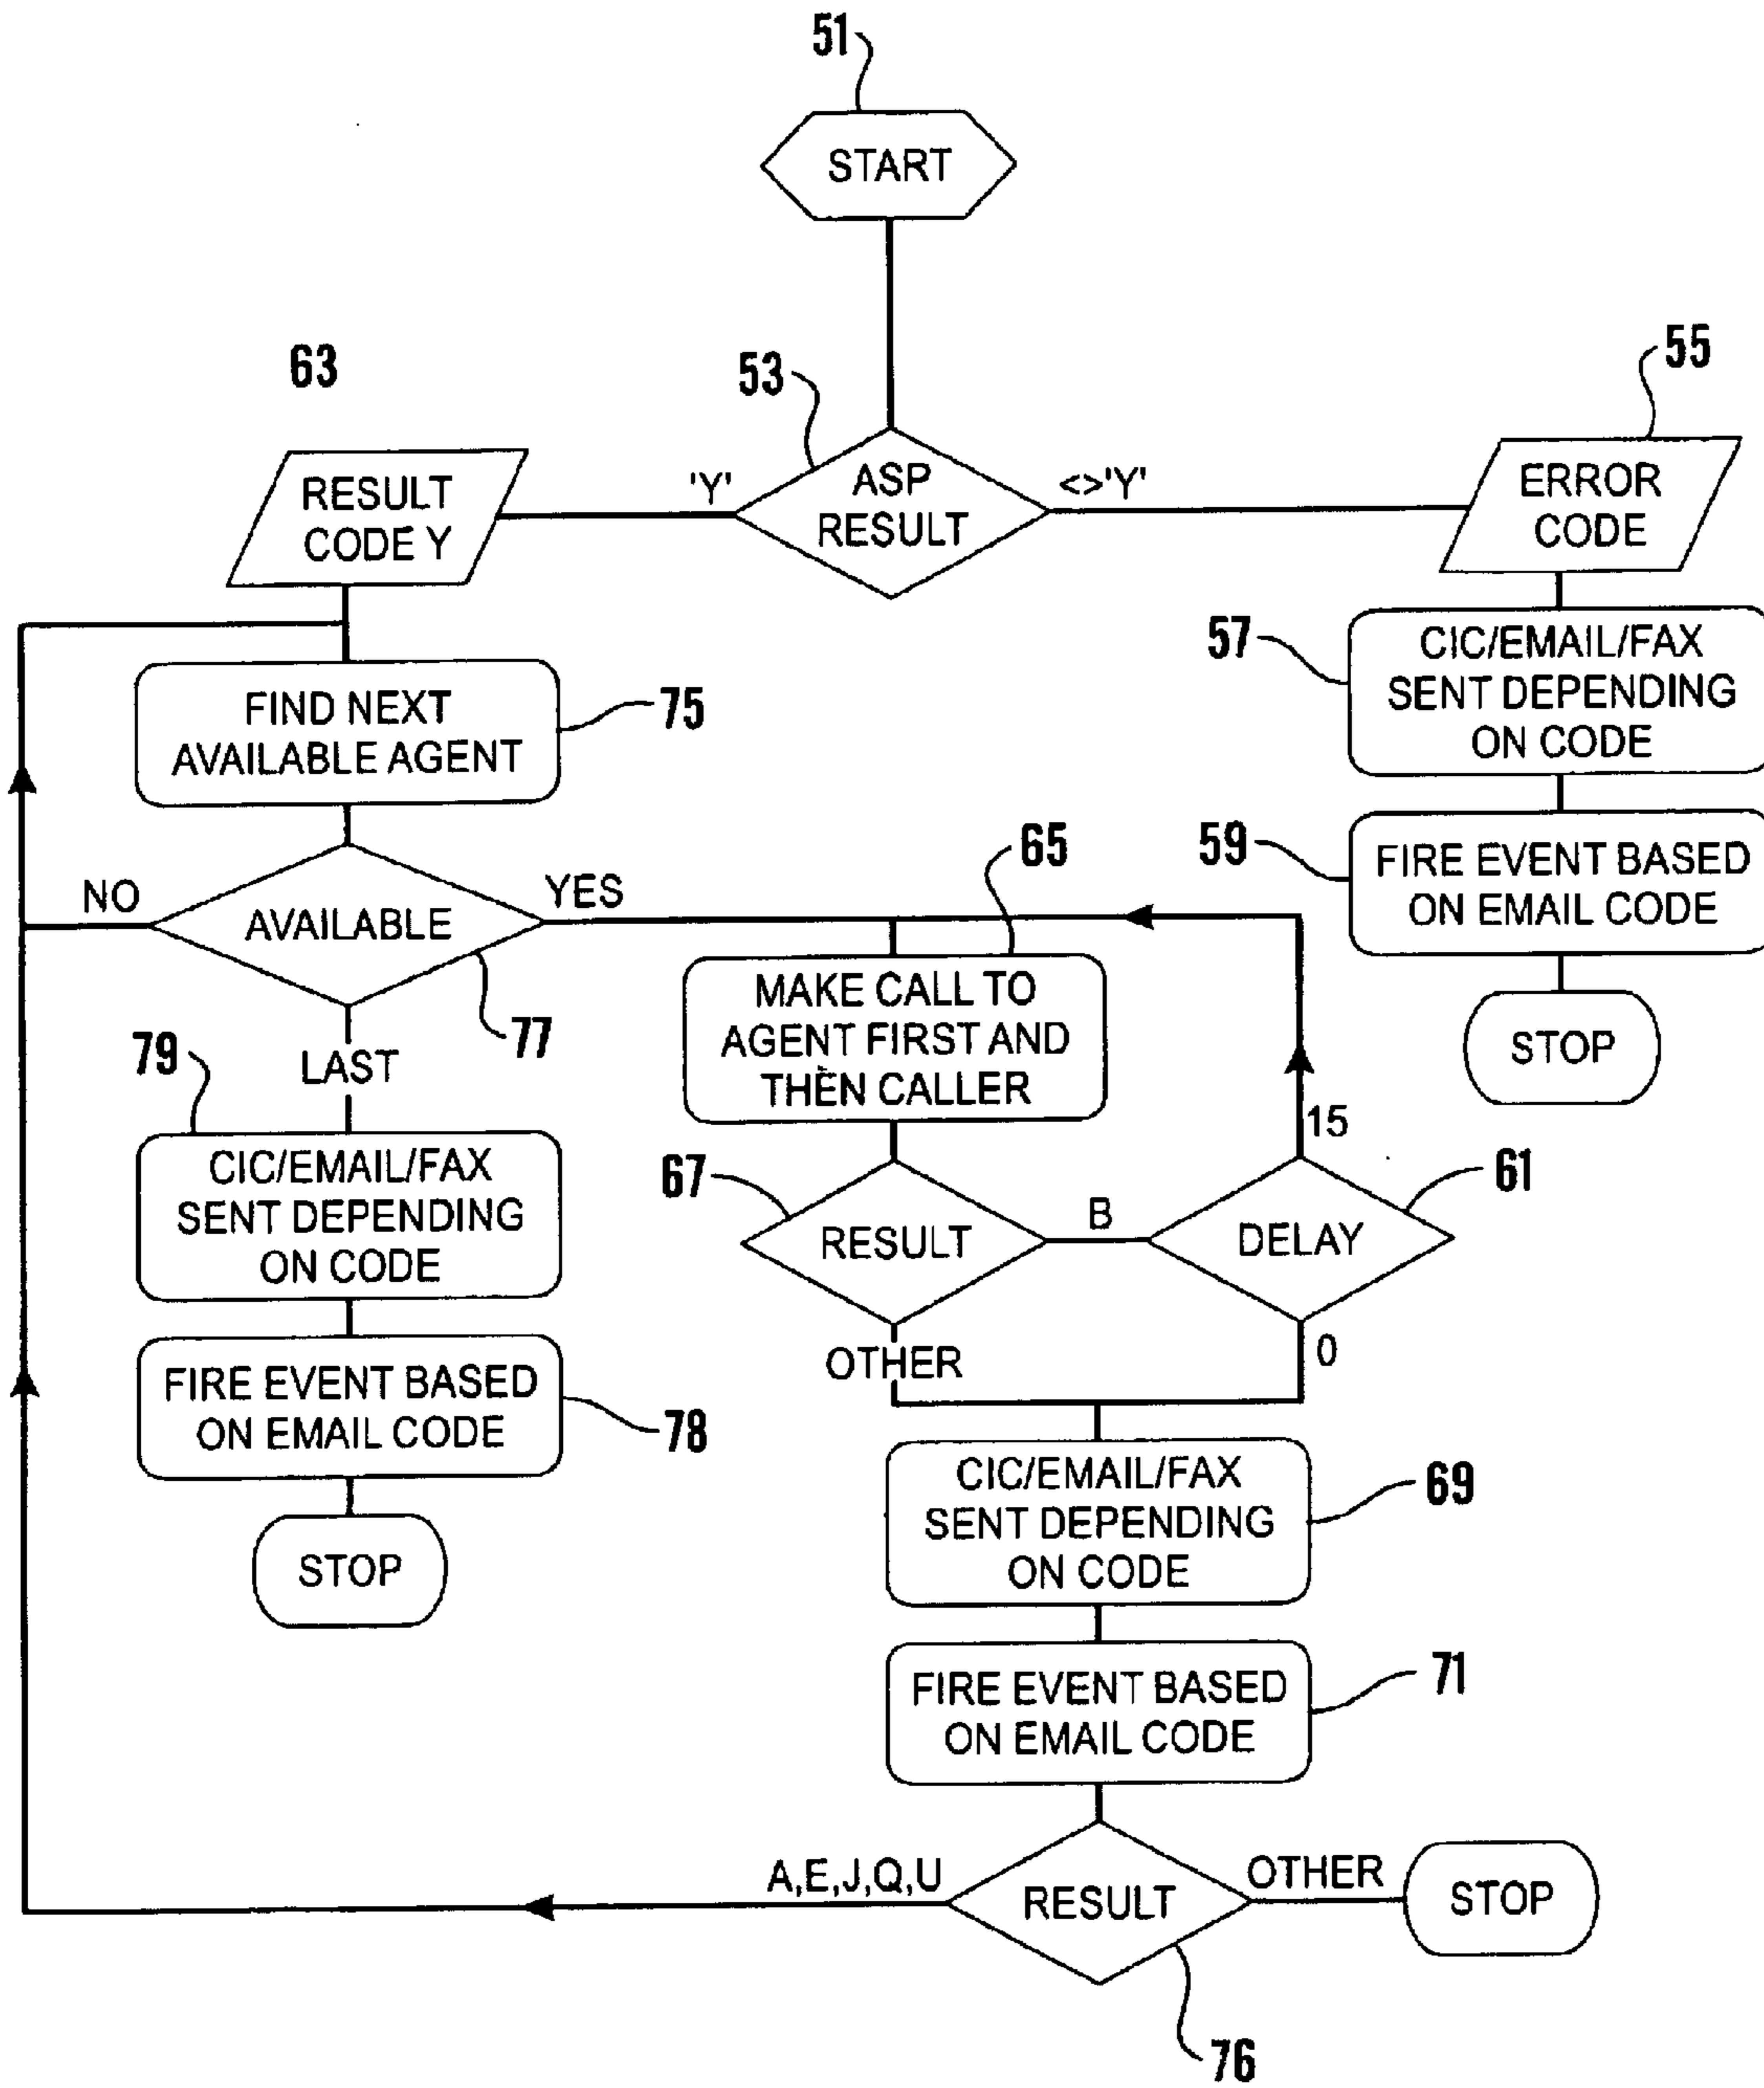 51
START
63
53
55
RESULT
CODE Y
'Y'
ASP
RESULT
<>'Y'
ERROR
CODE
57
CIC/EMAIL/FAX
SENT DEPENDING
ON CODE
FIND NEXT
AVAILABLE AGENT
75
59
FIRE EVENT BASED
ON EMAIL CODE
STOP
NO
AVAILABLE
YES
77
LAST
65
MAKE CALL TO
AGENT FIRST AND
THEN CALLER
15
79
CIC/EMAIL/FAX
SENT DEPENDING
ON CODE
67
RESULT
B
DELAY
61
OTHER
0
FIRE EVENT BASED
ON EMAIL CODE
78
STOP
CIC/EMAIL/FAX
SENT DEPENDING
ON CODE
69
FIRE EVENT BASED
ON EMAIL CODE
71
A,E,J,Q,U
RESULT
OTHER
STOP
76